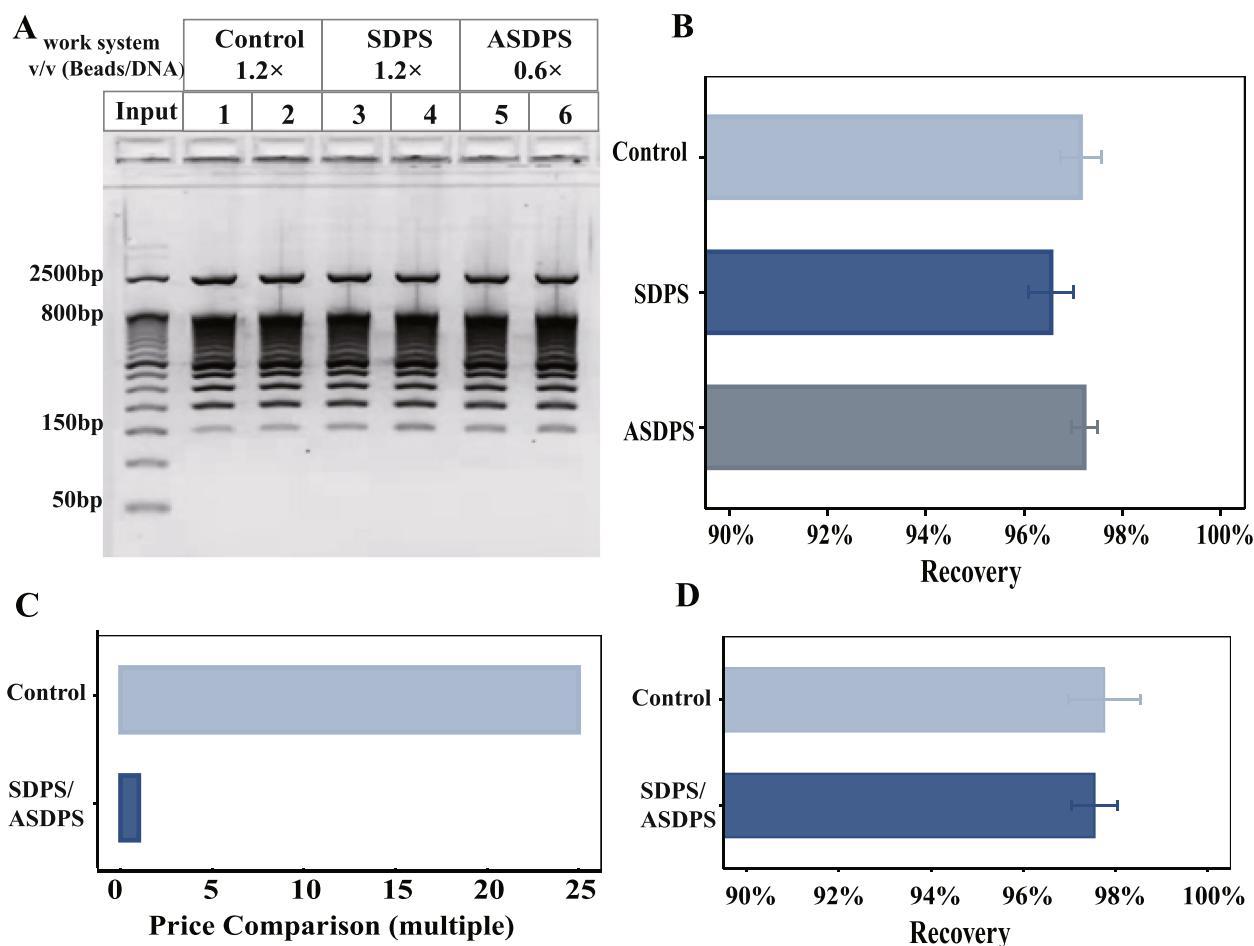 A
work system
v/v (Beads/DNA)
Control
1.2×
SDPS
1.2×
ASDPS
0.6×
Input 1 2 3 4 5 6
2500bp
800bp
150bp
50bp
B
Control
SDPS
ASDPS
90% 92% 94% 96% 98% 100%
Recovery
C
Control
SDPS/
ASDPS
0 5 10 15 20 25
Price Comparison (multiple)
D
Control
SDPS/
ASDPS
90% 92% 94% 96% 98% 100%
Recovery